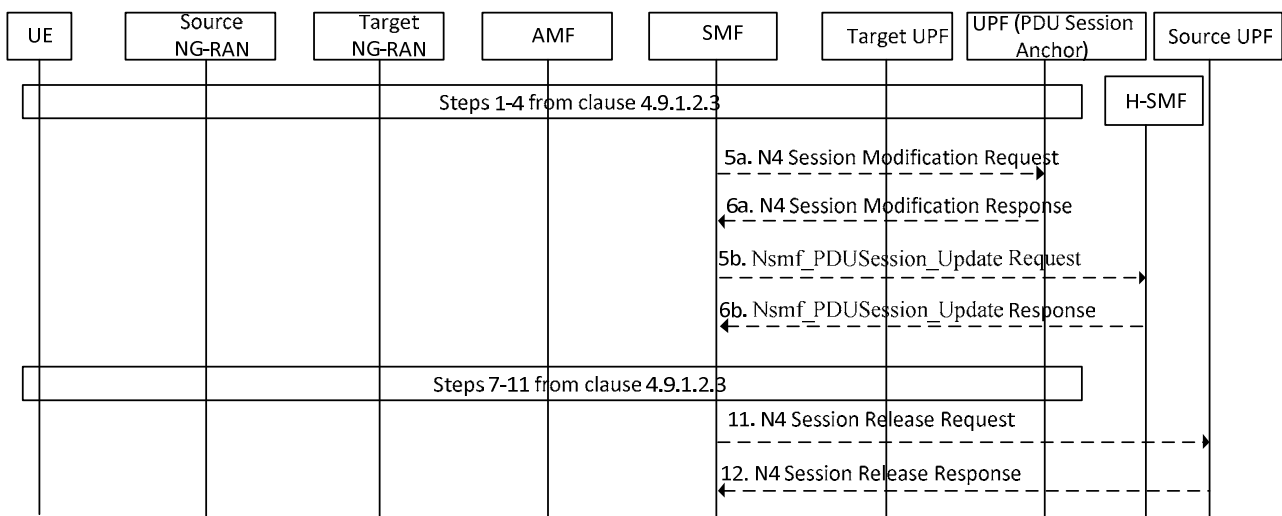 UE
Source
NG-RAN
Target
NG-RAN
AMF
SMF
Target UPF
UPF (PDU Session
Anchor)
Source UPF
Steps 1-4 from clause 4.9.1.2.3
H-SMF
5a. N4 Session Modification Request
6a. N4 Session Modification Response
5b. Nsmf_PDUSession_Update Request
6b. Nsmf_PDUSession_Update Response
Steps 7-11 from clause 4.9.1.2.3
11. N4 Session Release Request
12. N4 Session Release Response